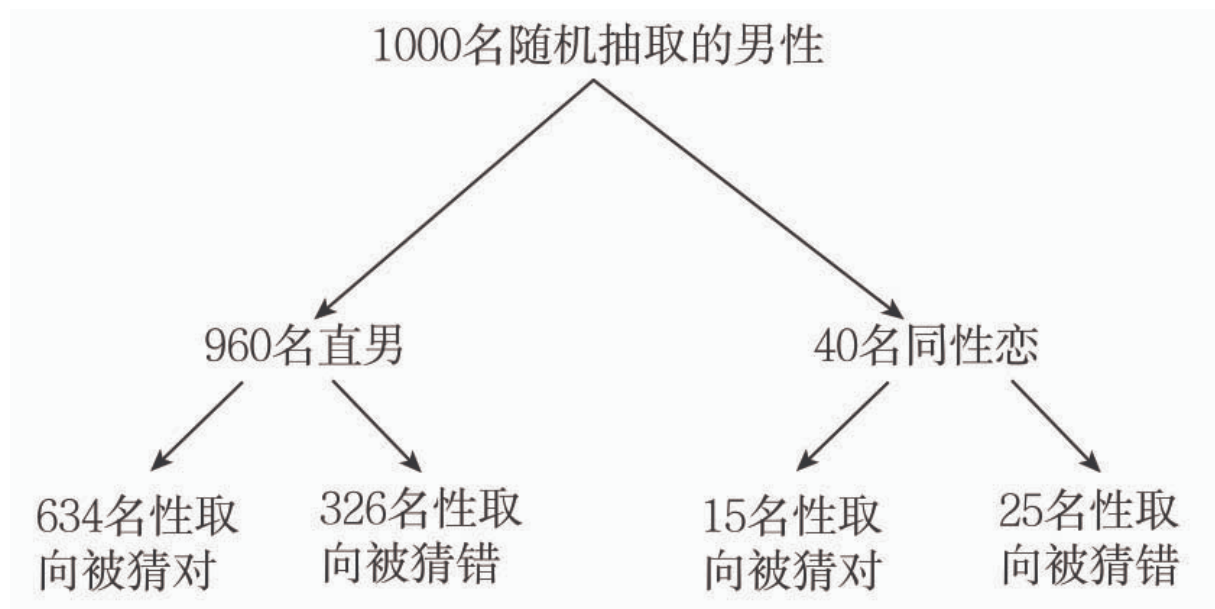 1000名随机抽取的男性
960名直男
40名同性恋
634名性取
向被猜对
326名性取
向被猜错
15名性取
向被猜对
25名性取
向被猜错